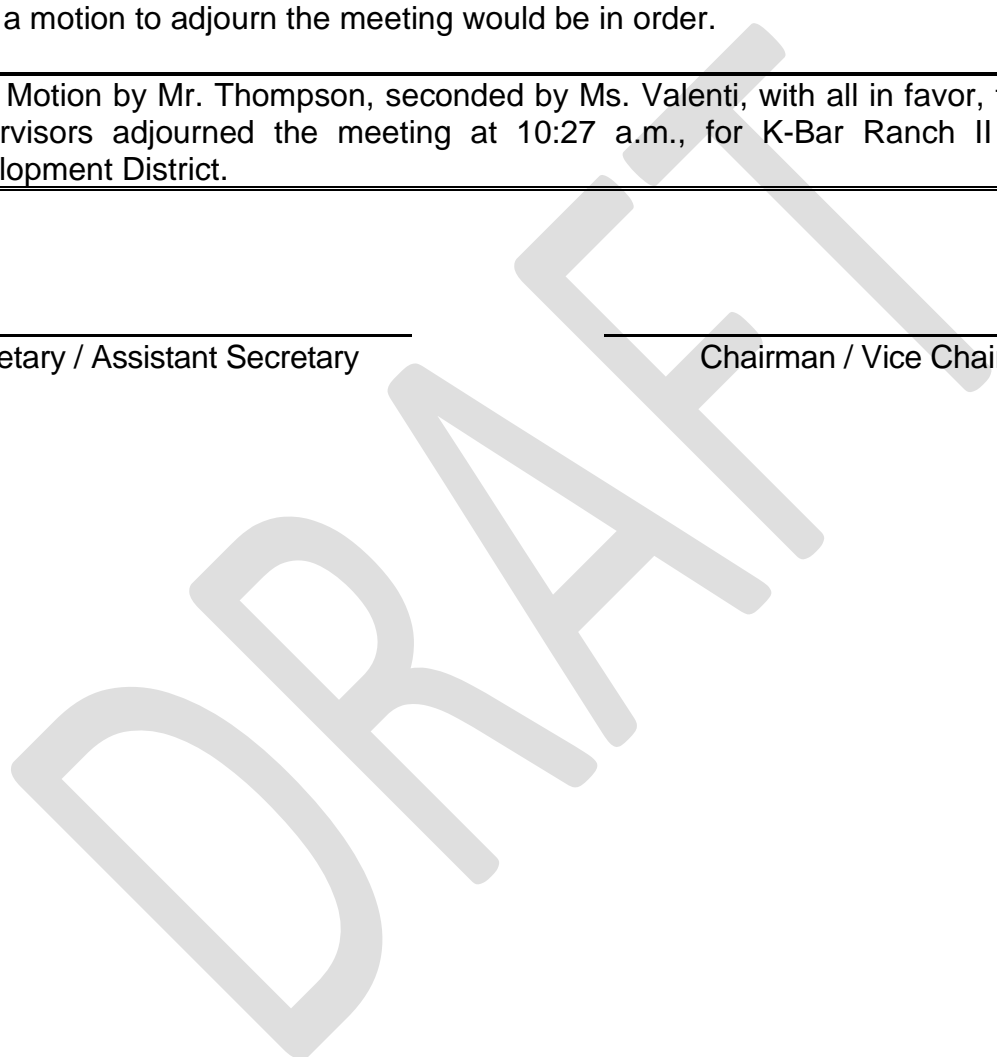 a motion to adjourn the meeting would be in order.
Motion by Mr. Thompson, seconded by Ms. Valenti, with all in favor,
rvisors adjourned the meeting at 10:27 a.m., for K-Bar Ranch II
lopment District.
etary / Assistant Secretary Chairman / Vice Chai
DRAFT